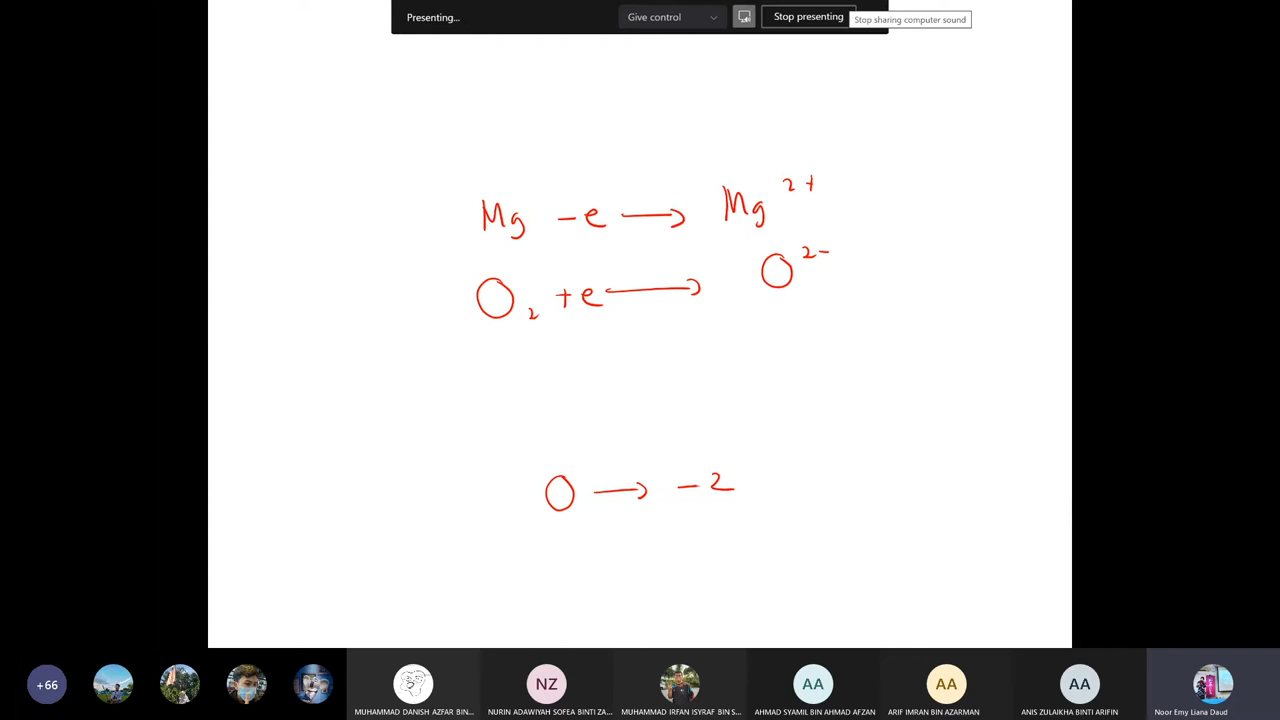 Presenting...
Give control
Stop presenting
Stop sharing computer sound
Mg - e → Mg²⁺
O₂ + e → O²⁻
O → - 2
+66
MUHAMMAD DANISH AZFAR BIN...
NZ
NURIN ADAWIYAH SOFEA BINTI ZA...
MUHAMMAD IRFAN ISYRAF BIN S...
AA
AHMAD SYAMIL BIN AHMAD AFZAN
AA
ARIF IMRAN BIN AZARMAN
AA
ANIS ZULAIKHA BINTI ARIFIN
Noor Emy Liana Daud